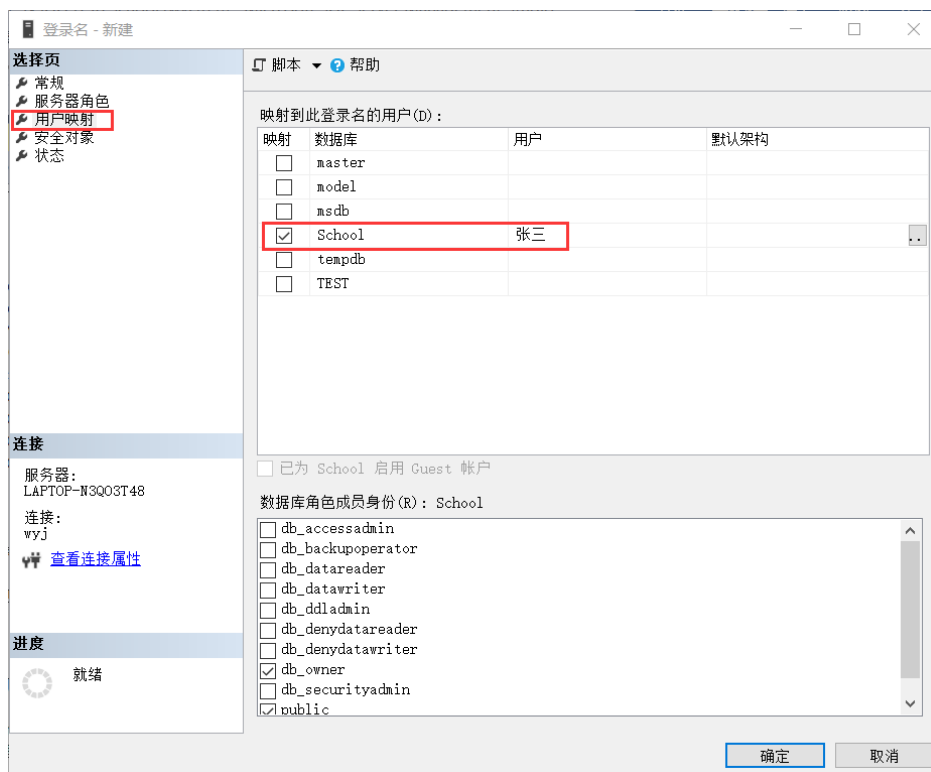 登录名 - 新建
选择页
常规
服务器角色
用户映射
安全对象
状态
脚本 帮助
映射到此登录名的用户(D):
映射 数据库 用户 默认架构
master
model
msdb
School 张三 ..
tempdb
TEST
已为 School 启用 Guest 帐户
数据库角色成员身份(R): School
db_accessadmin
db_backupoperator
db_datareader
db_datawriter
db_ddladmin
db_denydatareader
db_denydatawriter
db_owner
db_securityadmin
public
连接
服务器:
LAPTOP-N3Q03T48
连接:
wyj
查看连接属性
进度
就绪
确定 取消